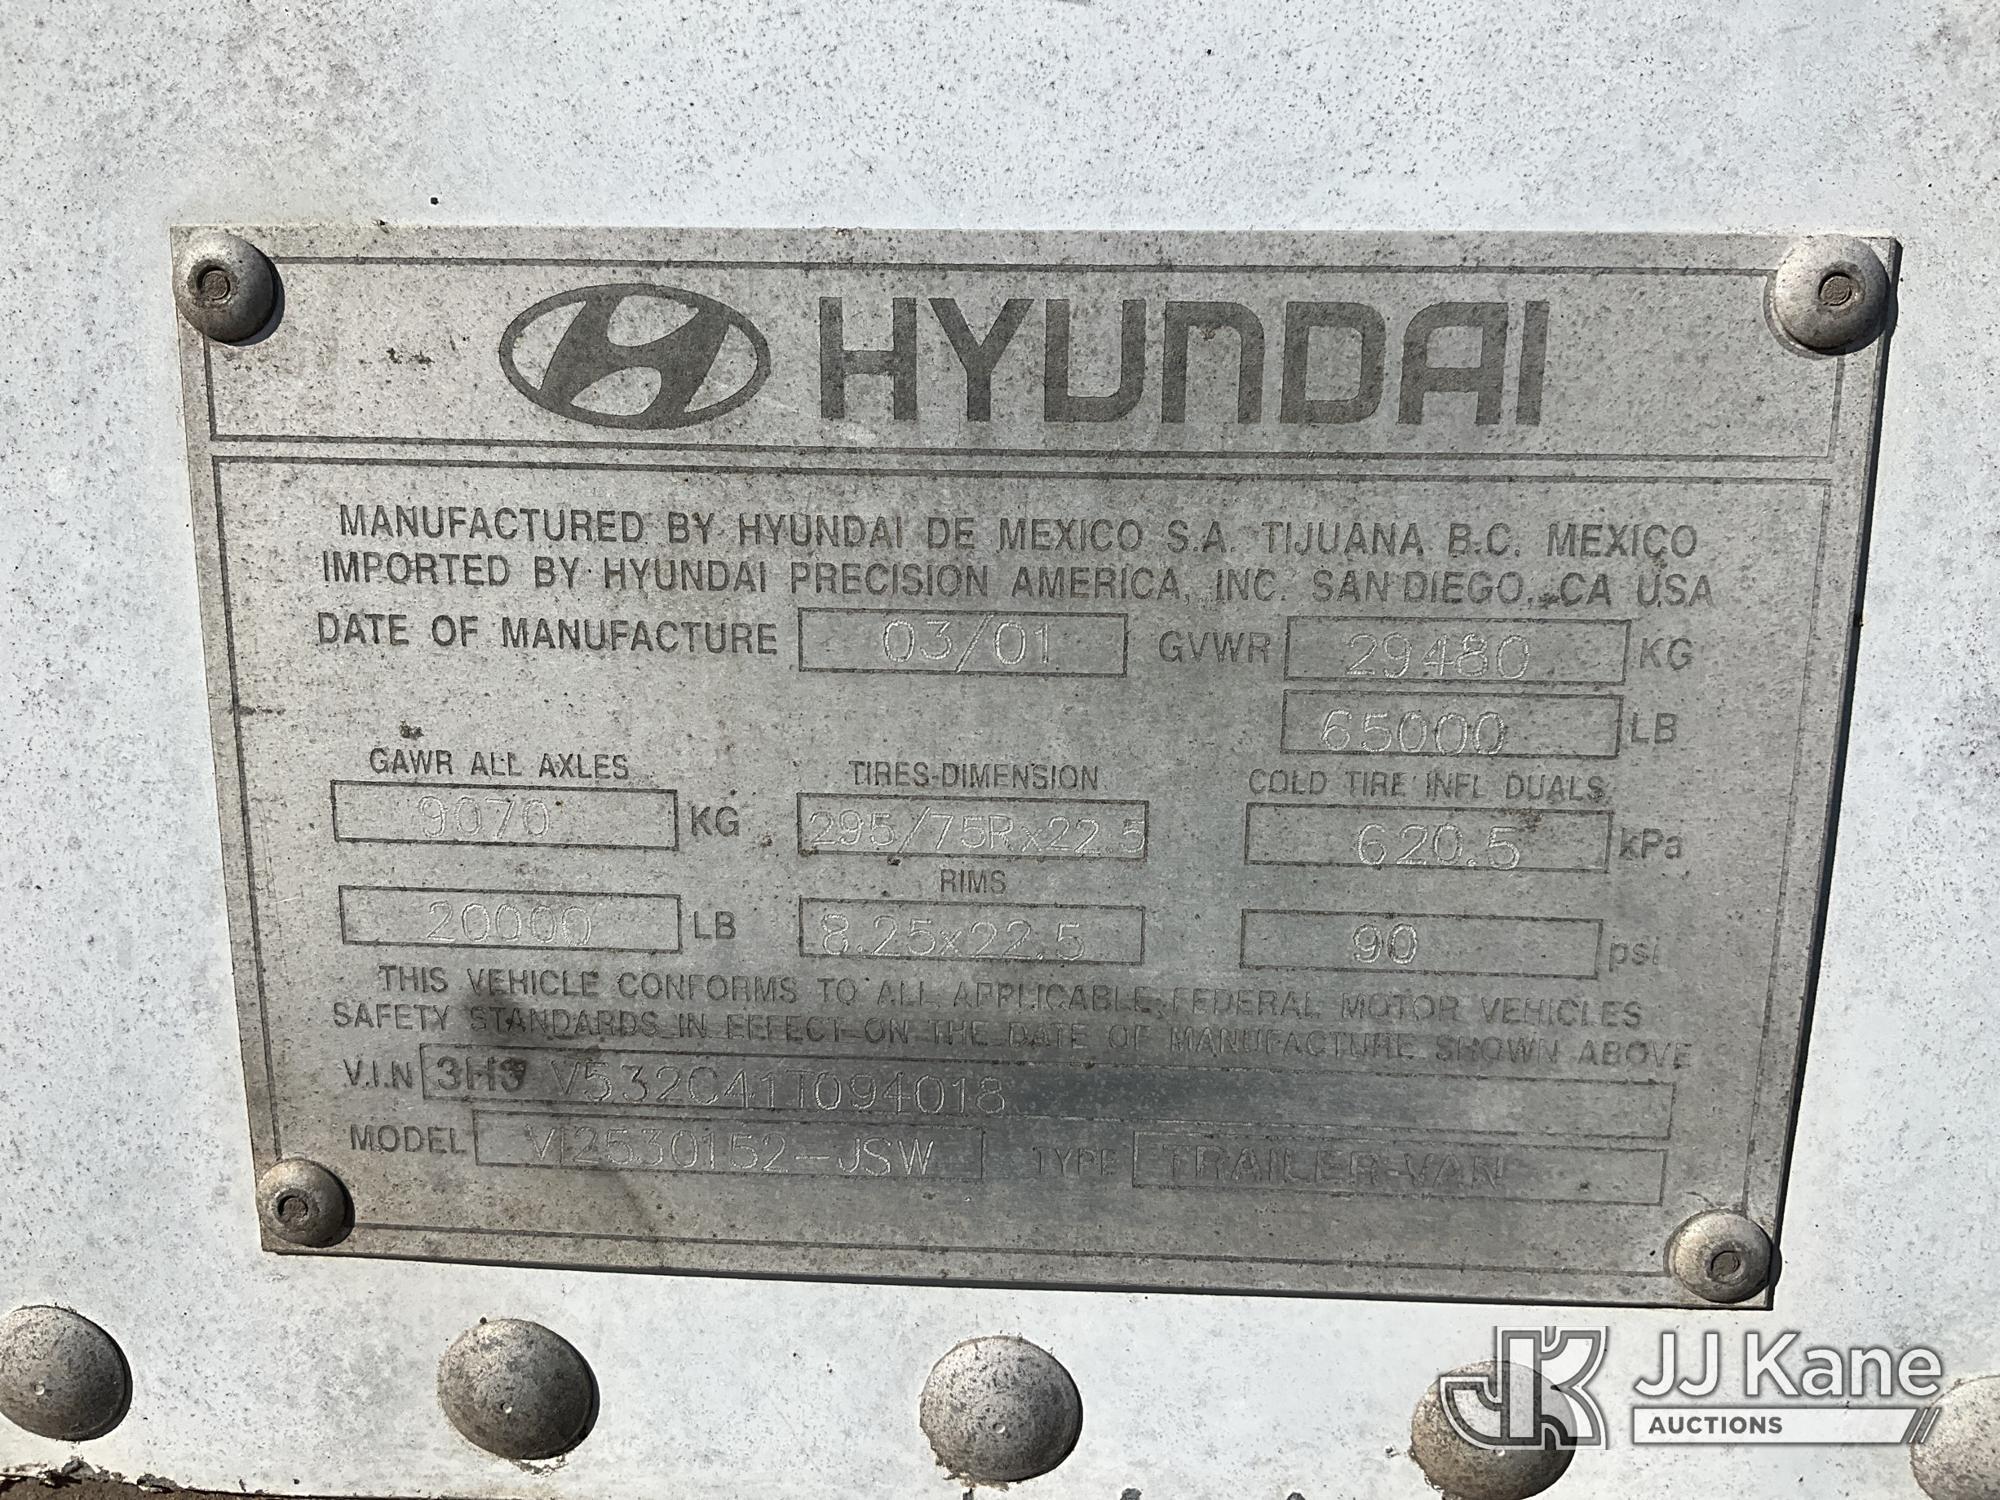 HYUNDAI
MANUFACTURED BY HYUNDAI DE MEXICO S.A. TIJUANA B.C. MEXICO
IMPORTED BY HYUNDAI PRECISION AMERICA, INC. SAN DIEGO, CA USA
DATE OF MANUFACTURE 03/01 GVWR 29480 KG
65000 LB
GAWR ALL AXLES TIRES-DIMENSION COLD TIRE INFL DUALS
9070 KG 295/75Rx22.5 620.5 kPa
RIMS
20000 LB 8.25x22.5 90 psi
THIS VEHICLE CONFORMS TO ALL APPLICABLE FEDERAL MOTOR VEHICLES
SAFETY STANDARDS IN EFFECT ON THE DATE OF MANUFACTURE SHOWN ABOVE
V.I.N 3H3 V532C41T094018
MODEL VI2530152-JSW TYPE TRAILER-VAN
JJ Kane
AUCTIONS